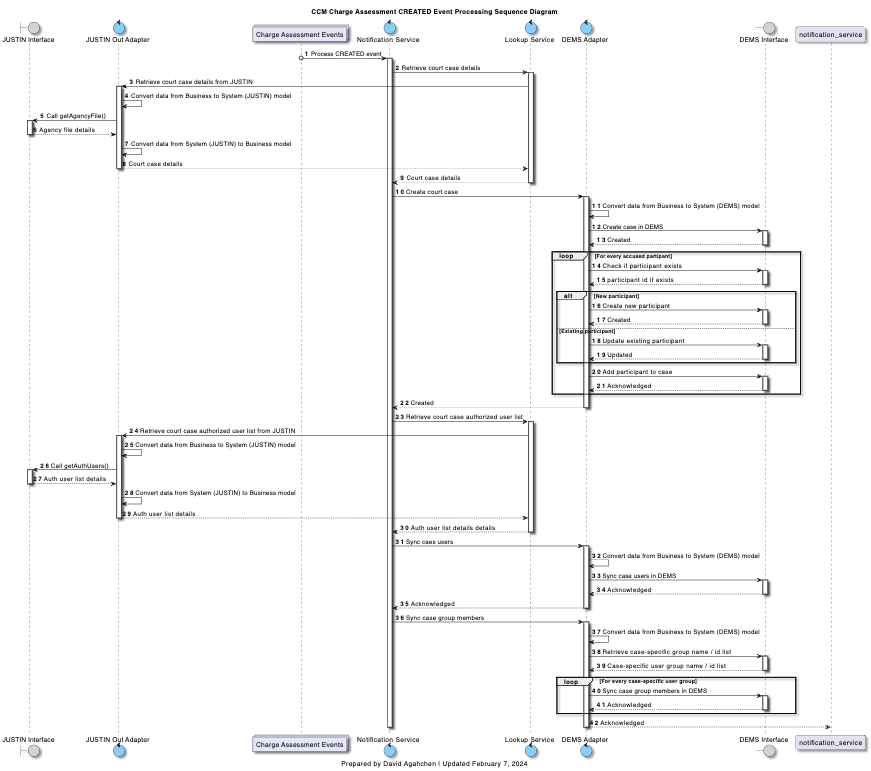 CCM Charge Assessment CREATED Event Processing Sequence Diagram
JUSTIN Interface
JUSTIN Out Adapter
Charge Assessment Events
Notification Service
Lookup Service
DEMS Adapter
DEMS Interface
notification_service
1 Process CREATED event
2 Retrieve court case details
3 Retrieve court case details from JUSTIN
4 Convert data from Business to System (JUSTIN) model
5 Call getAgencyFile()
6 Agency file details
7 Convert data from System (JUSTIN) to Business model
8 Court case details
9 Court case details
10 Create court case
11 Convert data from Business to System (DEMS) model
12 Create case in DEMS
13 Created
loop [For every accused partipant]
14 Check if participant exists
15 participant id if exists
alt [New participant]
16 Create new participant
17 Created
[Existing participant]
18 Update existing participant
19 Updated
20 Add participant to case
21 Acknowledged
22 Created
23 Retrieve court case authorized user list
24 Retrieve court case authorized user list from JUSTIN
25 Convert data from Business to System (JUSTIN) model
26 Call getAuthUsers()
27 Auth user list details
28 Convert data from System (JUSTIN) to Business model
29 Auth user list details
30 Auth user list details details
31 Sync caes users
32 Convert data from Business to System (DEMS) model
33 Sync case users in DEMS
34 Acknowledged
35 Acknowledged
36 Sync case group members
37 Convert data from Business to System (DEMS) model
38 Retrieve case-specific group name / id list
39 Case-specific user group name / id list
loop [For every case-specific user group]
40 Sync case group members in DEMS
41 Acknowledged
42 Acknowledged
JUSTIN Interface
JUSTIN Out Adapter
Charge Assessment Events
Notification Service
Lookup Service
DEMS Adapter
DEMS Interface
notification_service
Prepared by David Agahchen | Updated February 7, 2024